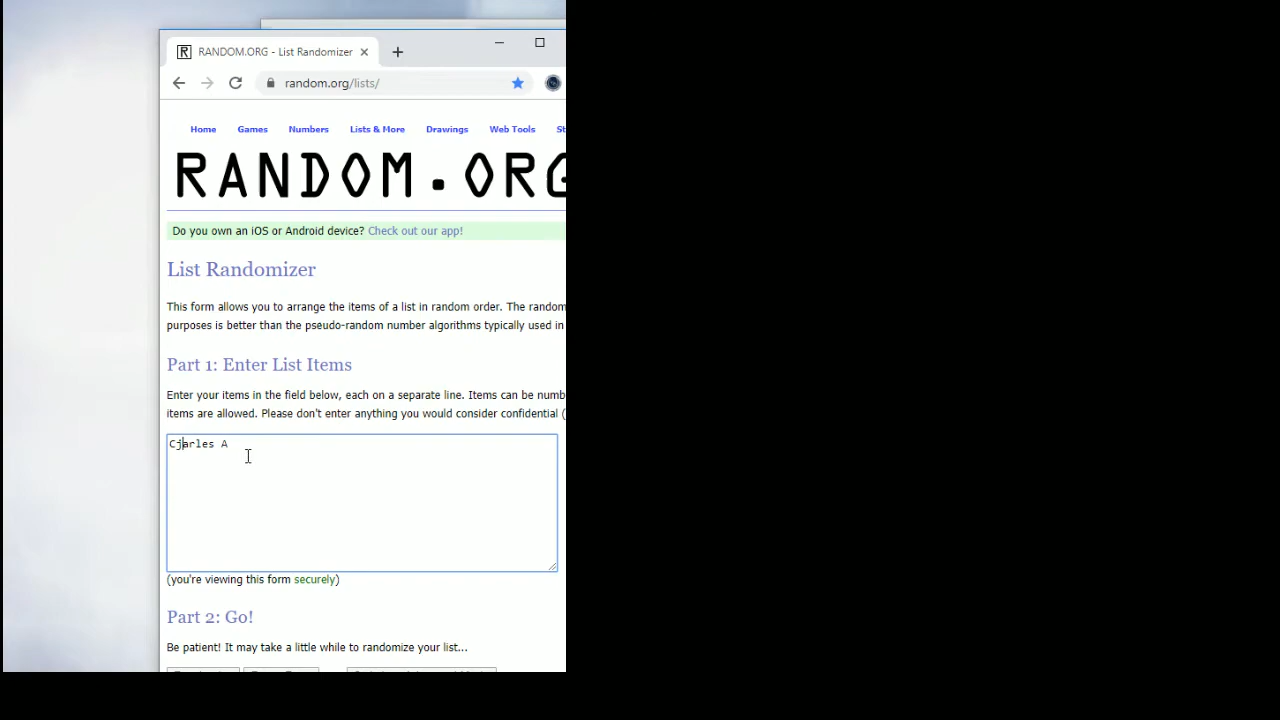 RANDOM.ORG - List Randomizer
random.org/lists/
Home Games Numbers Lists & More Drawings Web Tools St
RANDOM.ORG
Do you own an iOS or Android device? Check out our app!
List Randomizer
This form allows you to arrange the items of a list in random order. The random
purposes is better than the pseudo-random number algorithms typically used in
Part 1: Enter List Items
Enter your items in the field below, each on a separate line. Items can be numb
items are allowed. Please don't enter anything you would consider confidential (
Cjarles A
(you're viewing this form securely)
Part 2: Go!
Be patient! It may take a little while to randomize your list...